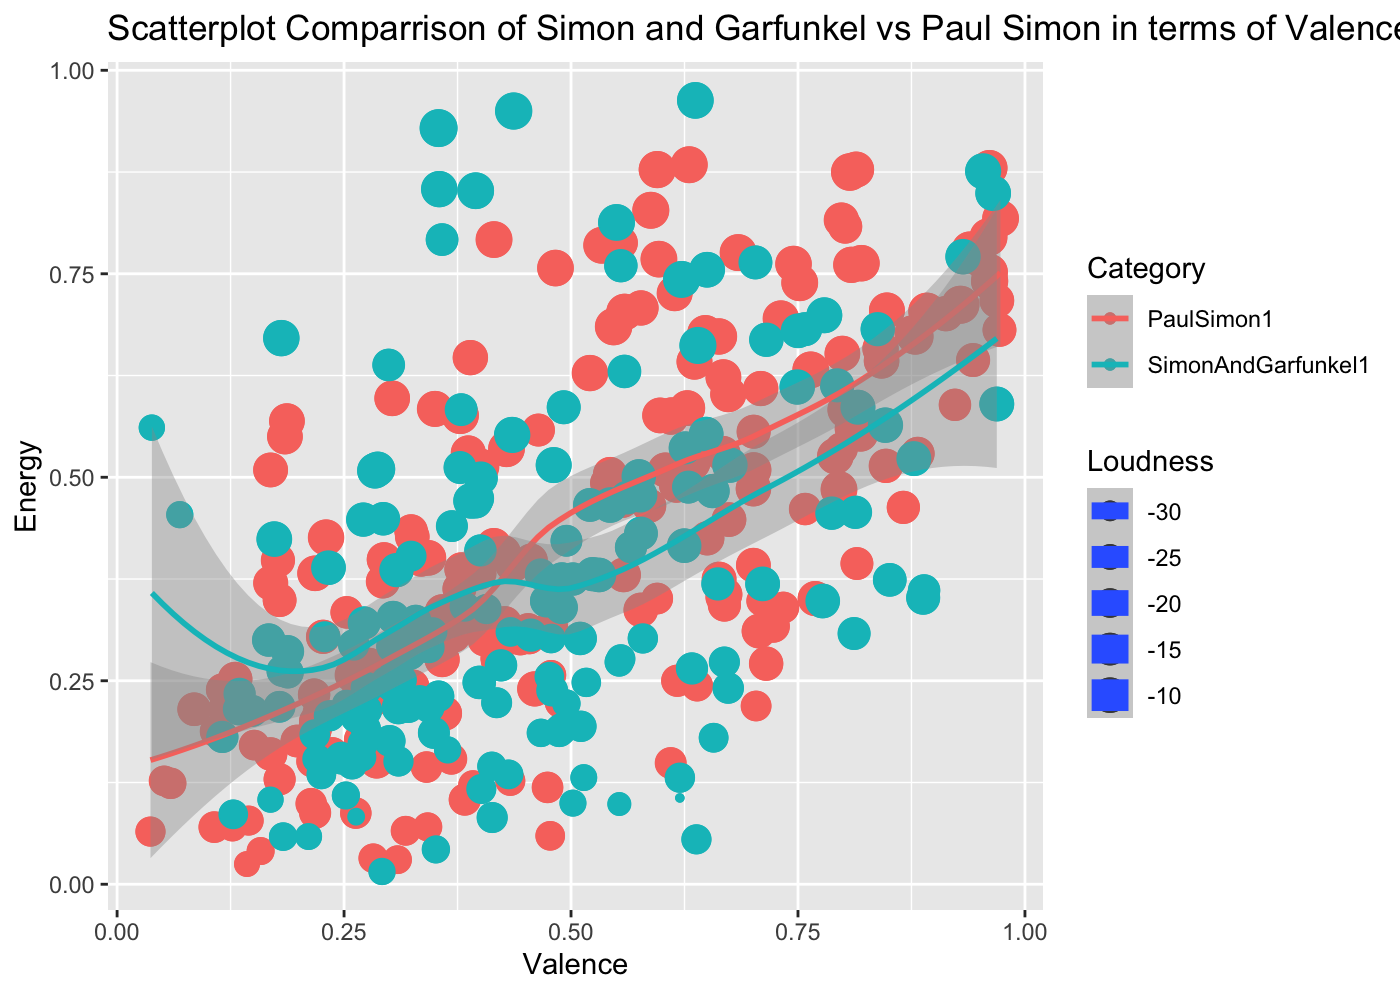 Scatterplot Comparrison of Simon and Garfunkel vs Paul Simon in terms of Valence
1.00
0.75
0.50
0.25
0.00
Energy
0.00 0.25 0.50 0.75 1.00
Valence
Category
PaulSimon1
SimonAndGarfunkel1
Loudness
-30
-25
-20
-15
-10